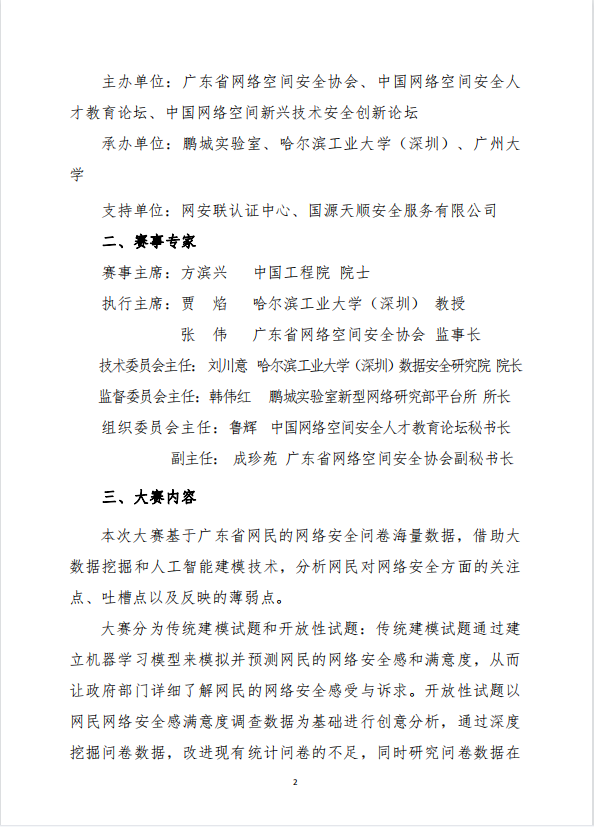 主办单位：广东省网络空间安全协会、中国网络空间安全人
才教育论坛、中国网络空间新兴技术安全创新论坛
承办单位：鹏城实验室、哈尔滨工业大学（深圳）、广州大
学
支持单位：网安联认证中心、国源天顺安全服务有限公司
二、赛事专家
赛事主席：方滨兴 中国工程院 院士
执行主席：贾 焰 哈尔滨工业大学（深圳） 教授
张 伟 广东省网络空间安全协会 监事长
技术委员会主任： 刘川意 哈尔滨工业大学（深圳）数据安全研究院 院长
监督委员会主任：韩伟红 鹏城实验室新型网络研究部平台所 所长
组织委员会主任：鲁辉 中国网络空间安全人才教育论坛秘书长
副主任： 成珍苑 广东省网络空间安全协会副秘书长
三、大赛内容
本次大赛基于广东省网民的网络安全问卷海量数据，借助大
数据挖掘和人工智能建模技术，分析网民对网络安全方面的关注
点、吐槽点以及反映的薄弱点。
大赛分为传统建模试题和开放性试题：传统建模试题通过建
立机器学习模型来模拟并预测网民的网络安全感和满意度，从而
让政府部门详细了解网民的网络安全感受与诉求。开放性试题以
网民网络安全感满意度调查数据为基础进行创意分析，通过深度
挖掘问卷数据，改进现有统计问卷的不足，同时研究问卷数据在
2